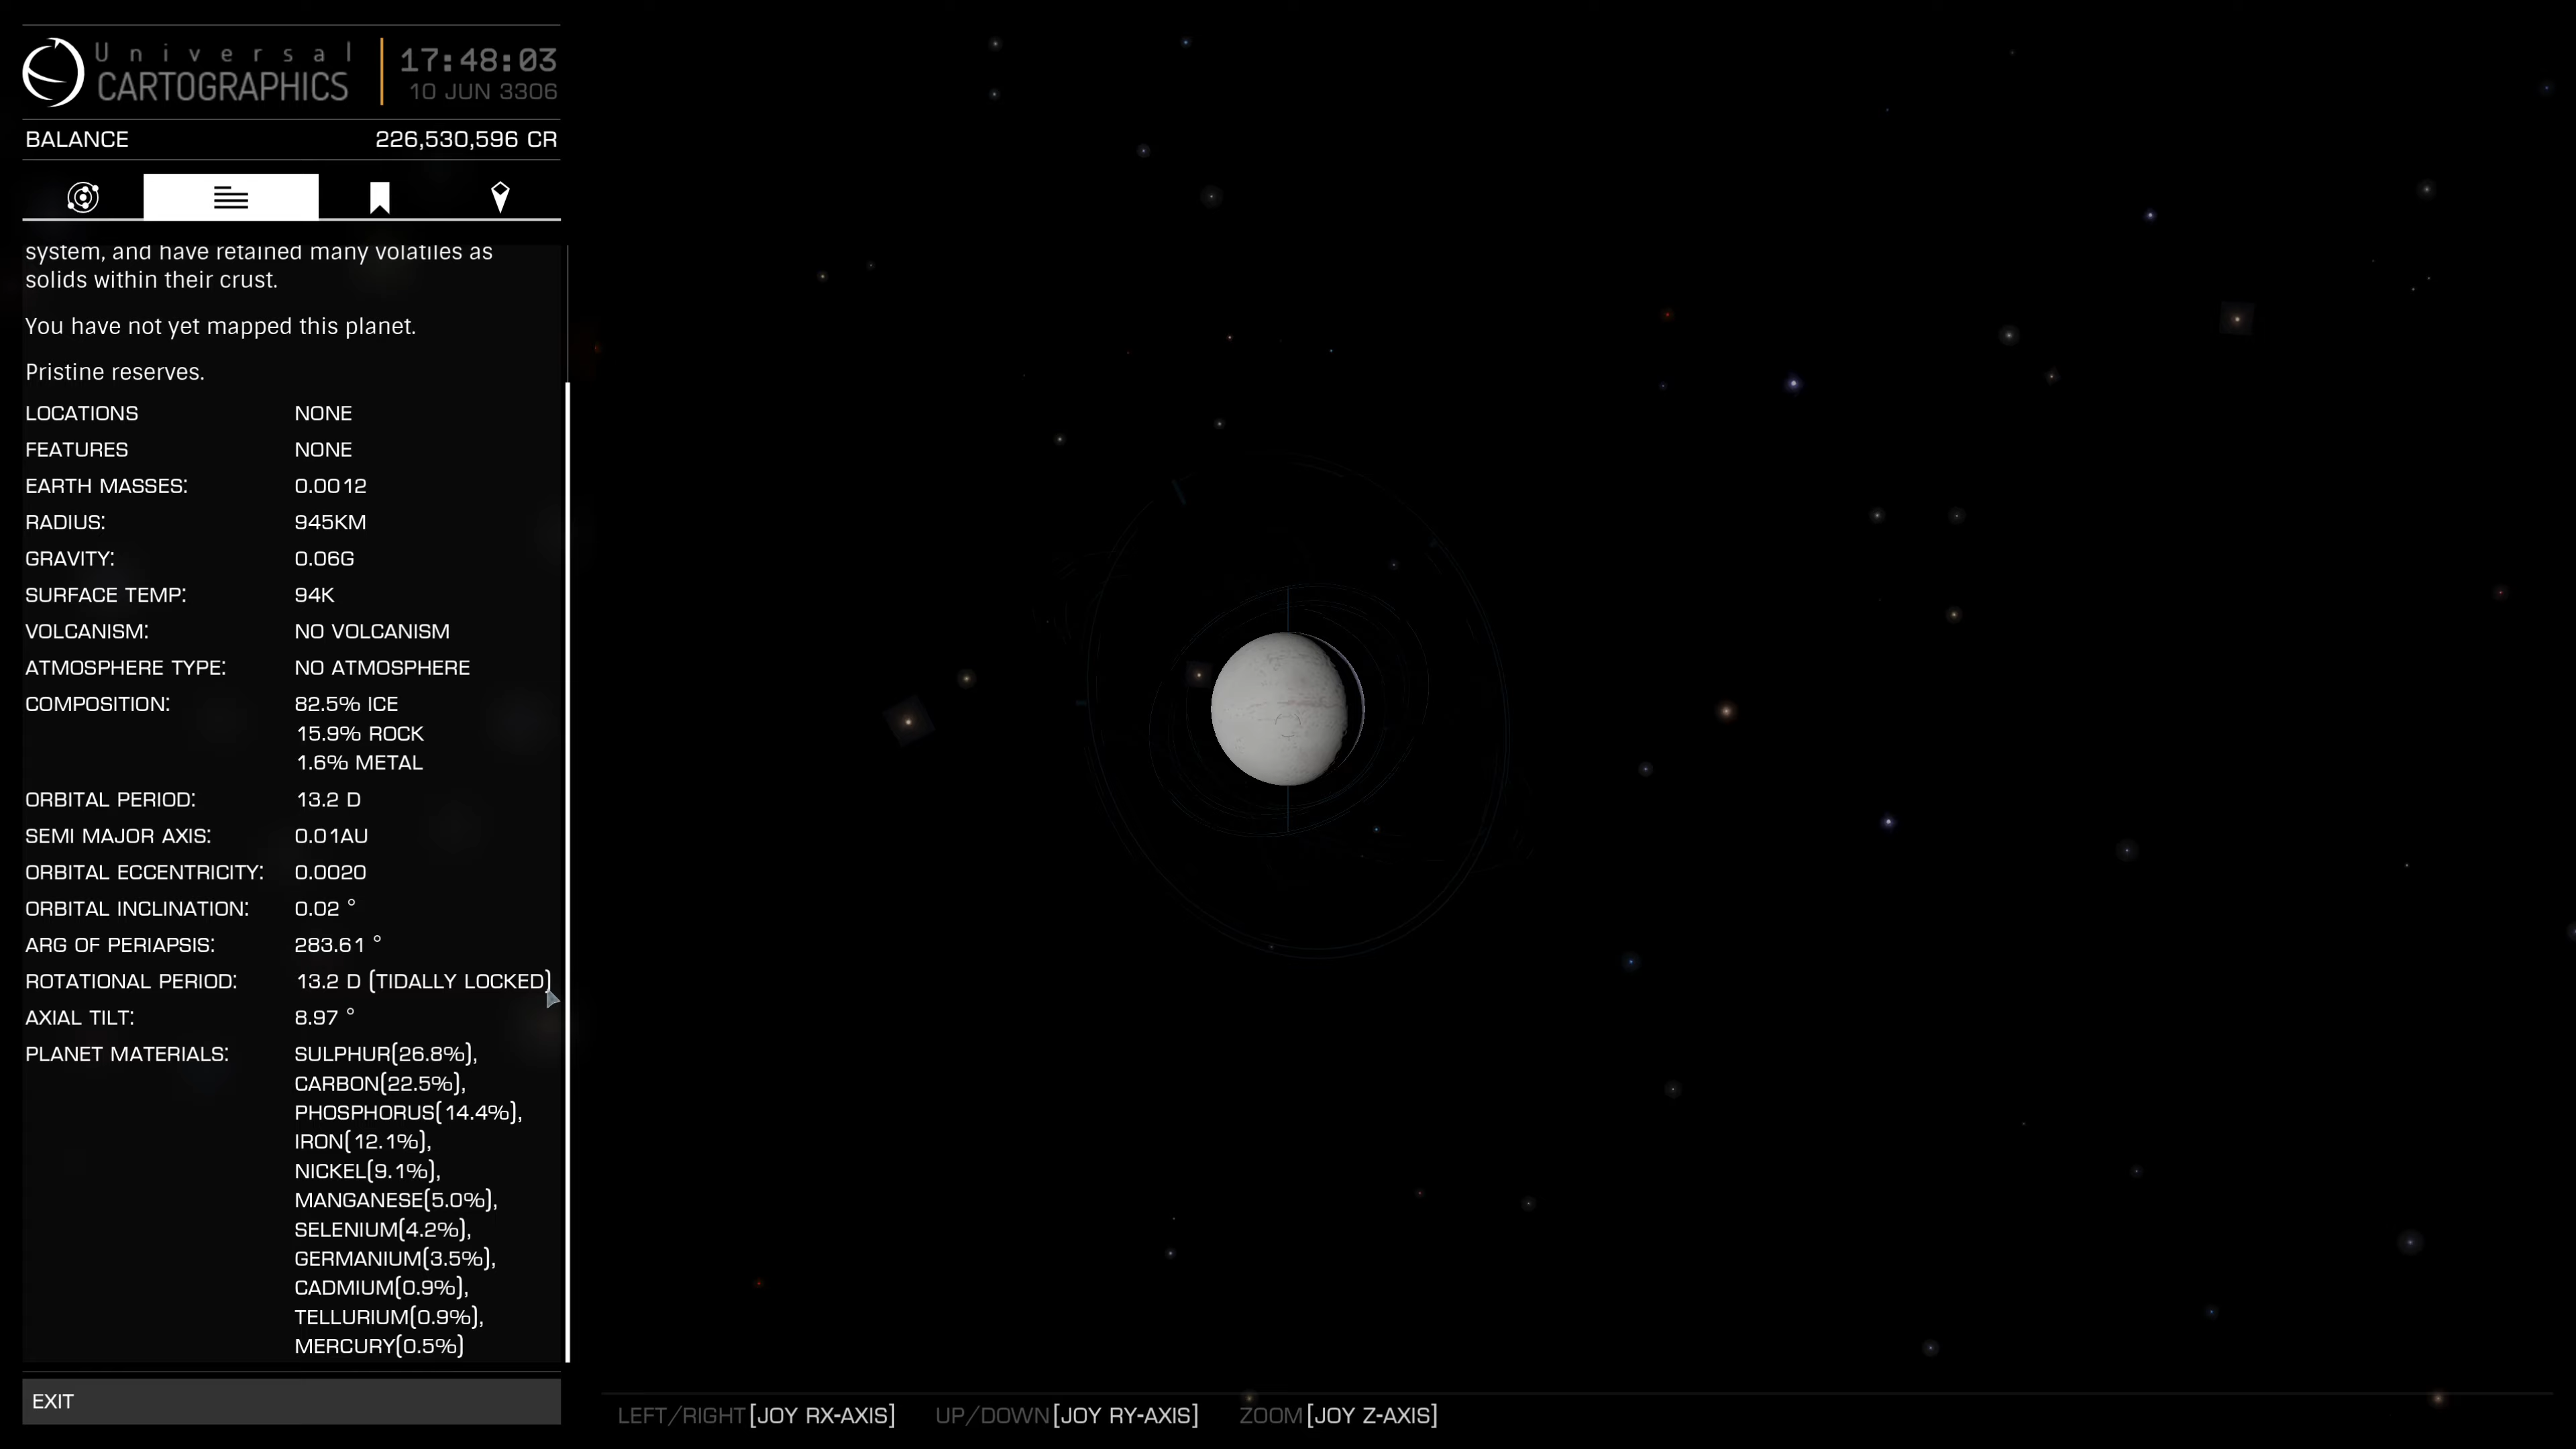 Universal
CARTOGRAPHICS
17:48:03
10 JUN 3306
BALANCE 226,530,596 CR
system, and have retained many volatiles as
solids within their crust.
You have not yet mapped this planet.
Pristine reserves.
LOCATIONS NONE
FEATURES NONE
EARTH MASSES: 0.0012
RADIUS: 945KM
GRAVITY: 0.06G
SURFACE TEMP: 94K
VOLCANISM: NO VOLCANISM
ATMOSPHERE TYPE: NO ATMOSPHERE
COMPOSITION: 82.5% ICE
15.9% ROCK
1.6% METAL
ORBITAL PERIOD: 13.2 D
SEMI MAJOR AXIS: 0.01AU
ORBITAL ECCENTRICITY: 0.0020
ORBITAL INCLINATION: 0.02 °
ARG OF PERIAPSIS: 283.61 °
ROTATIONAL PERIOD: 13.2 D (TIDALLY LOCKED)
AXIAL TILT: 8.97 °
PLANET MATERIALS: SULPHUR(26.8%),
CARBON(22.5%),
PHOSPHORUS(14.4%),
IRON(12.1%),
NICKEL(9.1%),
MANGANESE(5.0%),
SELENIUM(4.2%),
GERMANIUM(3.5%),
CADMIUM(0.9%),
TELLURIUM(0.9%),
MERCURY(0.5%)
EXIT
LEFT/RIGHT[JOY RX-AXIS] UP/DOWN[JOY RY-AXIS] ZOOM[JOY Z-AXIS]